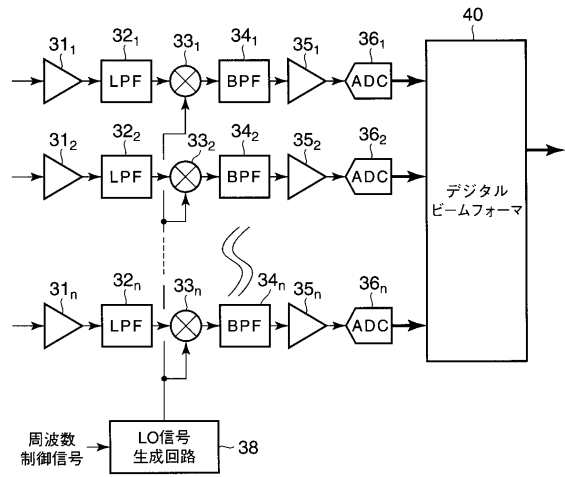 40
31₁ 32₁ 33₁ 34₁ 35₁ 36₁
LPF BPF ADC
31₂ 32₂ 33₂ 34₂ 35₂ 36₂
LPF BPF ADC
デジタル
ビームフォーマ
31n 32n 33n 34n 35n 36n
LPF BPF ADC
周波数
制御信号
LO信号
生成回路
38